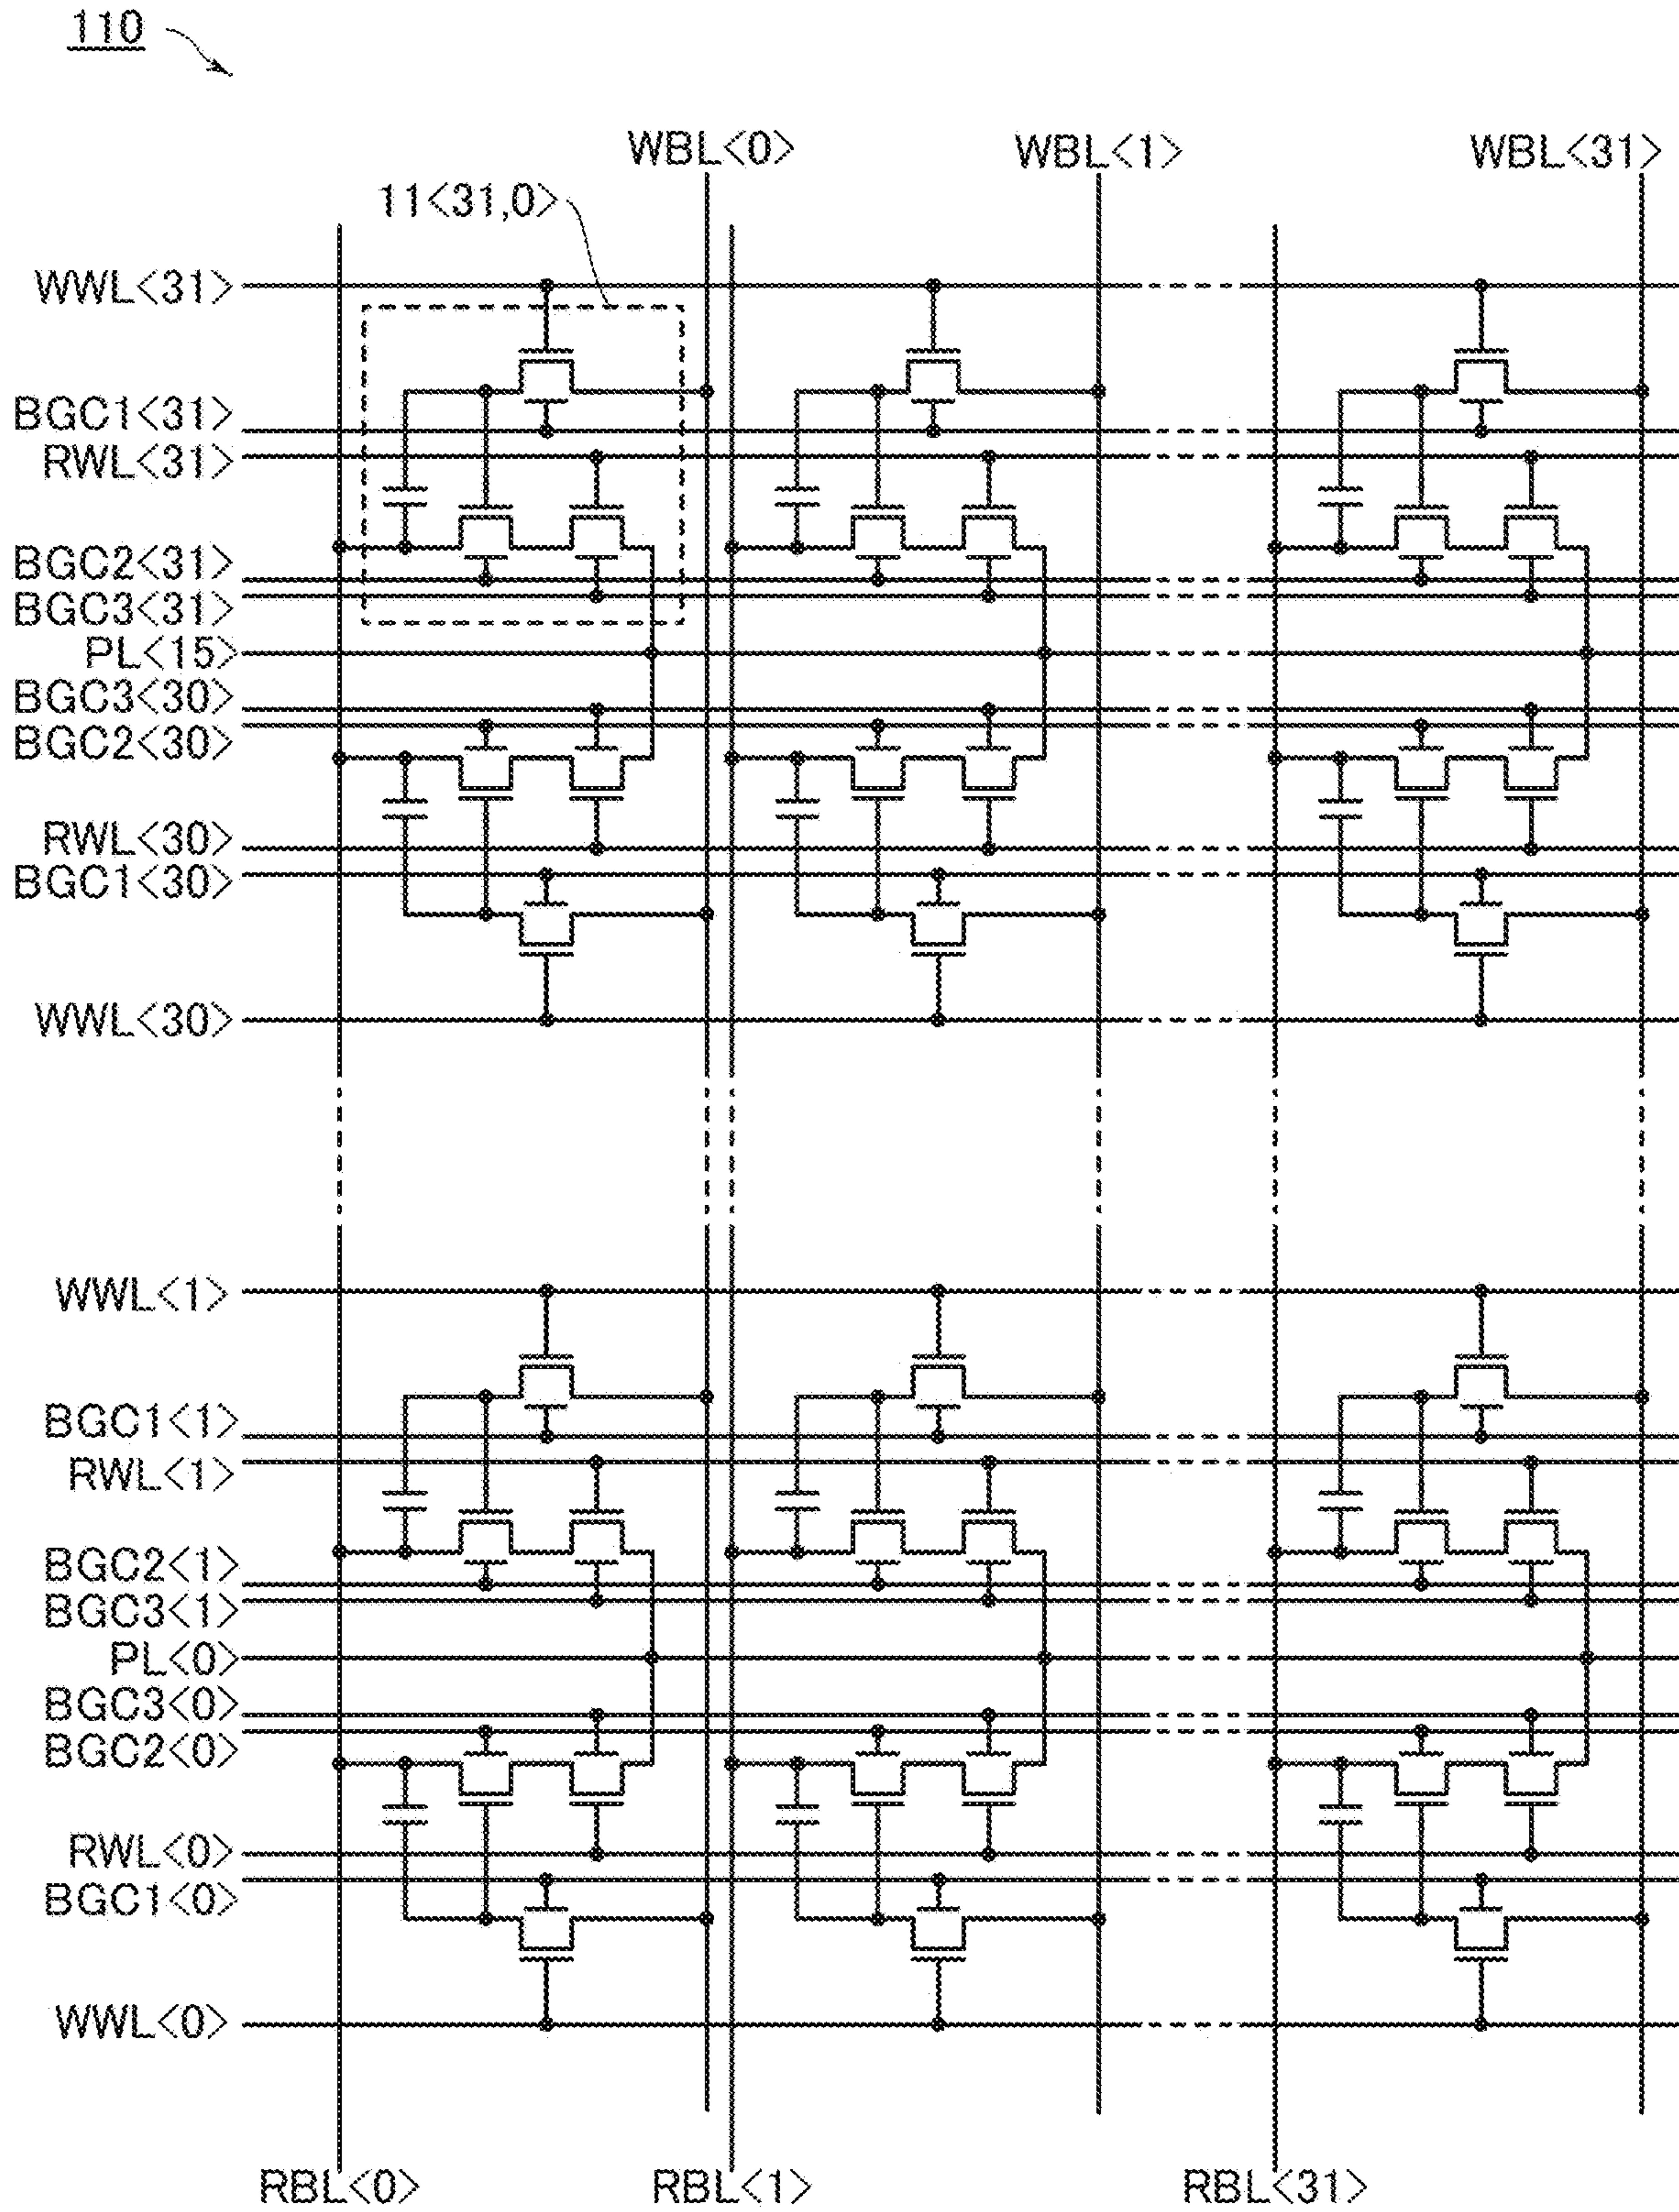 110
WBL<0>
WBL<1>
WBL<31>
11<31,0>
WWL<31>
BGC1<31>
RWL<31>
BGC2<31>
BGC3<31>
PL<15>
BGC3<30>
BGC2<30>
RWL<30>
BGC1<30>
WWL<30>
WWL<1>
BGC1<1>
RWL<1>
BGC2<1>
BGC3<1>
PL<0>
BGC3<0>
BGC2<0>
RWL<0>
BGC1<0>
WWL<0>
RBL<0>
RBL<1>
RBL<31>